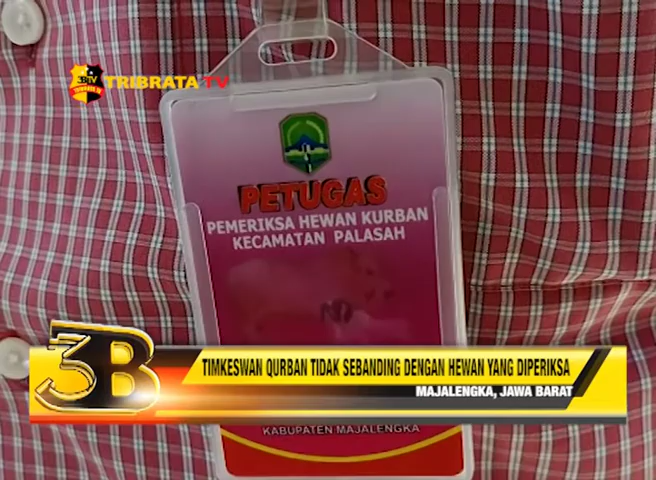 TRIBRATA TV
PETUGAS
PEMERIKSA HEWAN KURBAN
KECAMATAN PALASAH
3B
TIMKESWAN QURBAN TIDAK SEBANDING DENGAN HEWAN YANG DIPERIKSA
MAJALENGKA, JAWA BARAT
KABUPATEN MAJALENGKA